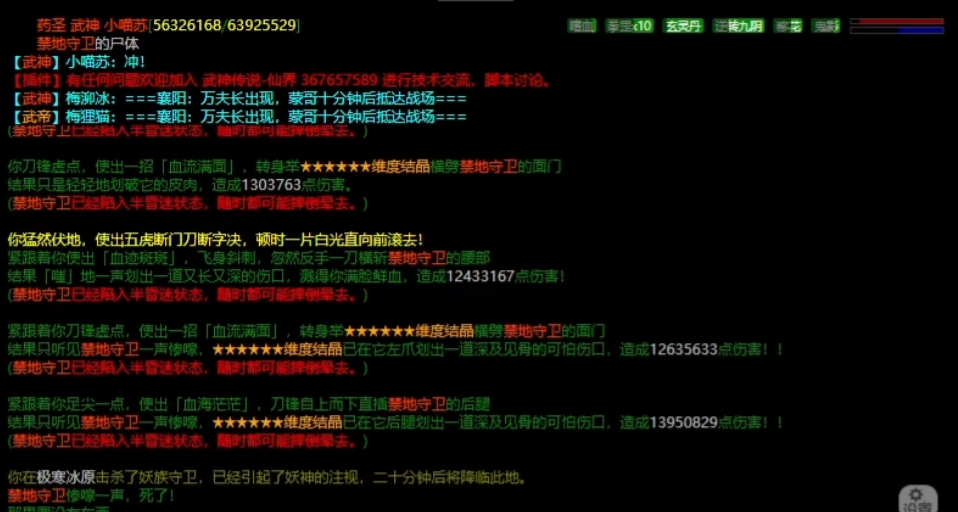 药圣 武神 小喵苏[56326168/63925529]
嗜血 x10 玄灵丹 逆转九阴 移花 鬼影
禁地守卫的尸体
【武神】小喵苏：冲！
【插件】有任何问题欢迎加入 武神传说-仙界 367657589 进行技术交流，脚本讨论。
【武神】梅泖冰：===襄阳：万夫长出现，蒙哥十分钟后抵达战场===
【武帝】梅狸猫：===襄阳：万夫长出现，蒙哥十分钟后抵达战场===
(禁地守卫已经陷入半昏迷状态，随时都可能摔倒晕去。)
你刀锋虚点，使出一招「血流满面」，转身举★★★★★★维度结晶横劈禁地守卫的面门
结果只是轻轻地划破它的皮肉，造成1303763点伤害。
(禁地守卫已经陷入半昏迷状态，随时都可能摔倒晕去。)
你猛然伏地，使出五虎断门刀断字决，顿时一片白光直向前滚去！
紧跟着你使出「血迹斑斑」，飞身斜刺，忽然反手一刀横斩禁地守卫的腰部
结果「嗤」地一声划出一道又长又深的伤口，溅得你满脸鲜血，造成12433167点伤害！
(禁地守卫已经陷入半昏迷状态，随时都可能摔倒晕去。)
紧跟着你刀锋虚点，使出一招「血流满面」，转身举★★★★★★维度结晶横劈禁地守卫的面门
结果只听见禁地守卫一声惨嚎，★★★★★★维度结晶已在它左爪划出一道深及见骨的可怕伤口，造成12635633点伤害！！
(禁地守卫已经陷入半昏迷状态，随时都可能摔倒晕去。)
紧跟着你足尖一点，使出「血海茫茫」，刀锋自上而下直插禁地守卫的后腿
结果只听见禁地守卫一声惨嚎，★★★★★★维度结晶已在它后腿划出一道深及见骨的可怕伤口，造成13950829点伤害！！
(禁地守卫已经陷入半昏迷状态，随时都可能摔倒晕去。)
你在极寒冰原击杀了妖族守卫，已经引起了妖神的注视，二十分钟后将降临此地。
禁地守卫惨嚎一声，死了！